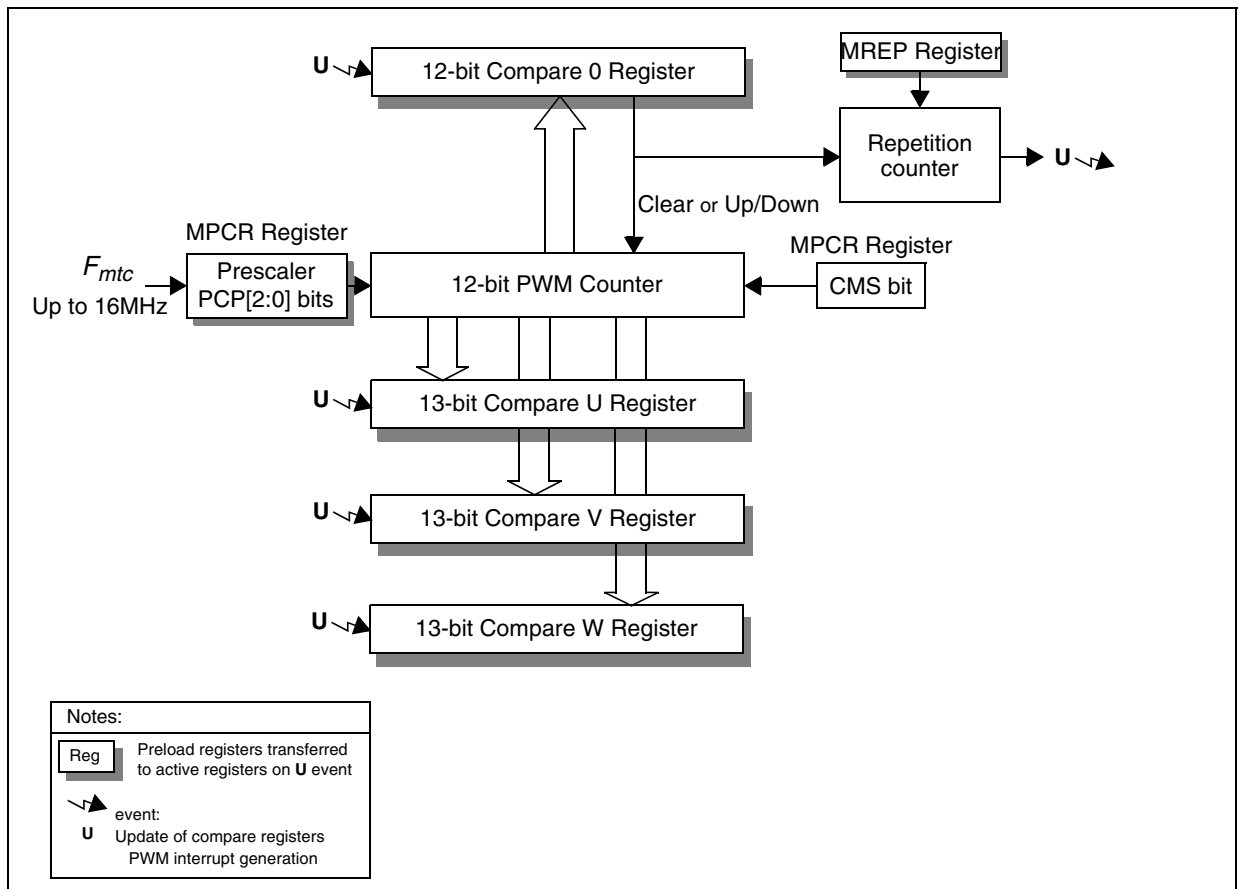 U
12-bit Compare 0 Register
MREP Register
Repetition
counter
U
Clear or Up/Down
MPCR Register
Fmtc
Up to 16MHz
Prescaler
PCP[2:0] bits
12-bit PWM Counter
MPCR Register
CMS bit
U
13-bit Compare U Register
U
13-bit Compare V Register
U
13-bit Compare W Register
Notes:
Reg
Preload registers transferred
to active registers on U event
event:
U Update of compare registers
PWM interrupt generation